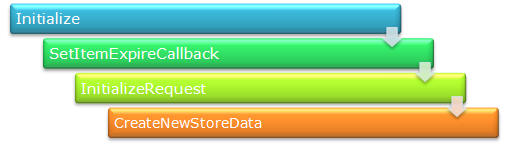 Initialize
SetItemExpireCallback
InitializeRequest
CreateNewStoreData